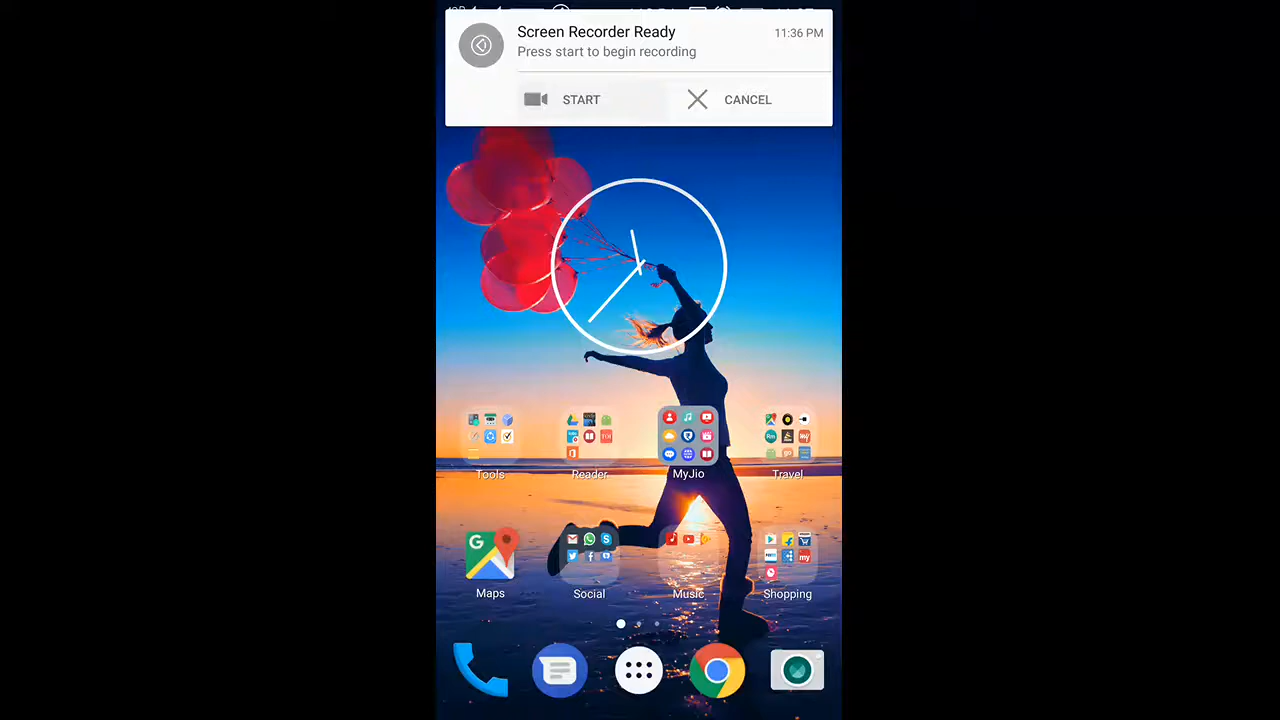 Screen Recorder Ready
11:36 PM
Press start to begin recording
START
CANCEL
Tools
Reader
MyJio
Travel
Maps
Social
Music
Shopping